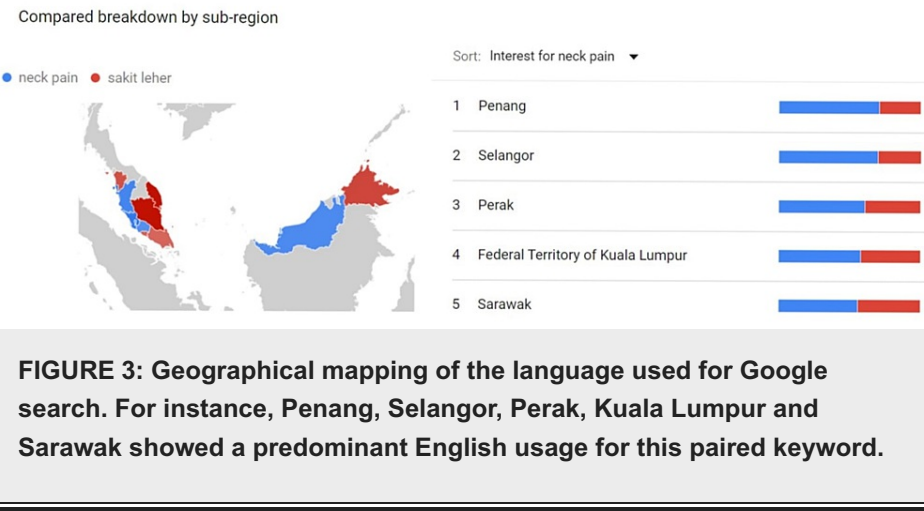 Compared breakdown by sub-region
Sort: Interest for neck pain
neck pain sakit leher
1 Penang
2 Selangor
3 Perak
4 Federal Territory of Kuala Lumpur
5 Sarawak
FIGURE 3: Geographical mapping of the language used for Google
search. For instance, Penang, Selangor, Perak, Kuala Lumpur and
Sarawak showed a predominant English usage for this paired keyword.